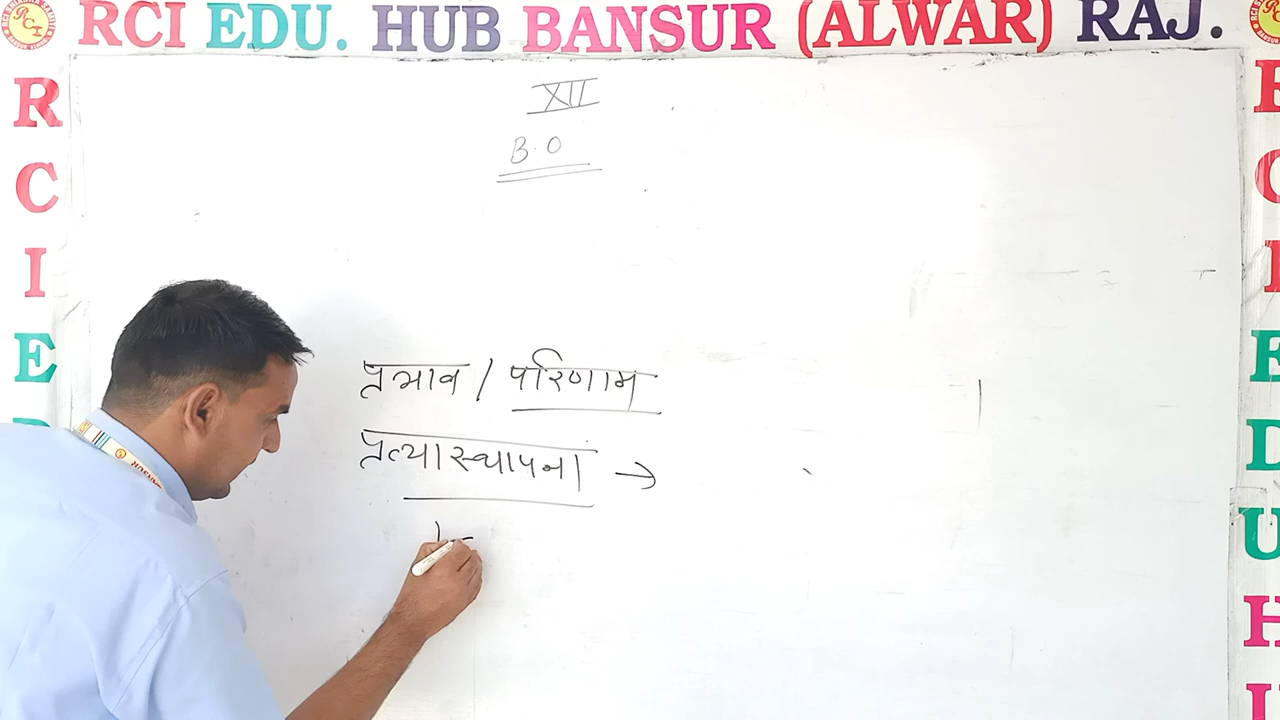 RCI EDU. HUB BANSUR (ALWAR) RAJ.
R
C
I
E
D
XII
B.O
प्रभाव / परिणाम
प्रत्यास्थापना →
R
C
I
E
D
U
H